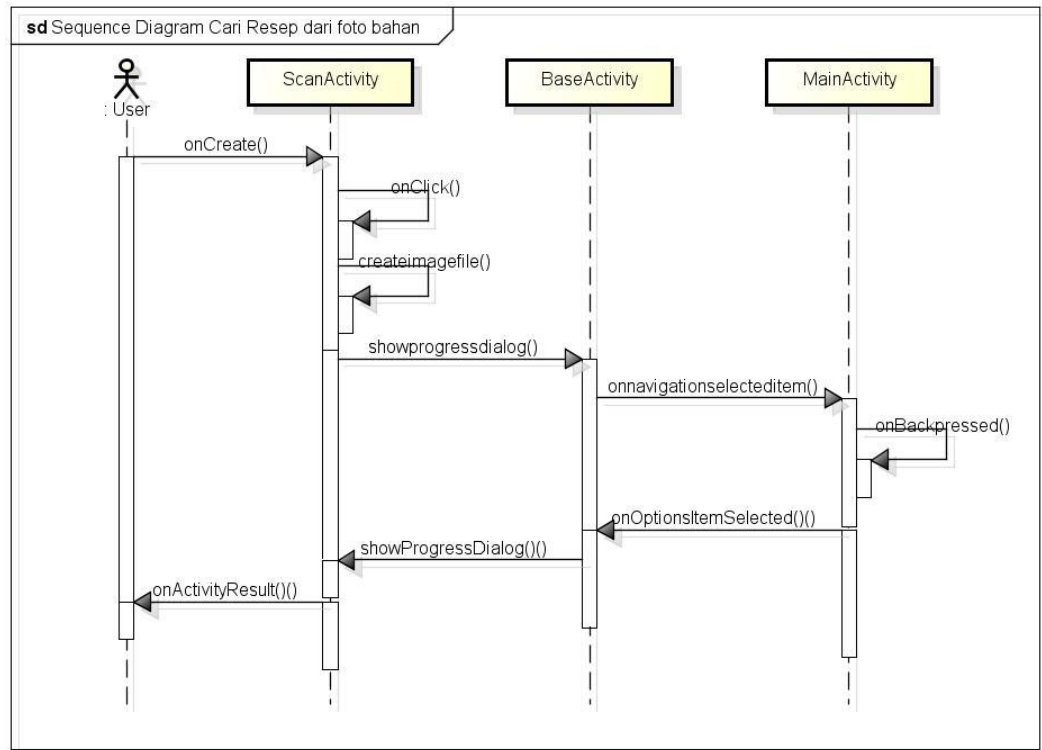 sd Sequence Diagram Cari Resep dari foto bahan
ScanActivity
BaseActivity
MainActivity
: User
onCreate()
onClick()
createimagefile()
showprogressdialog()
onnavigationselecteditem()
onBackpressed()
onOptionsItemSelected()()
showProgressDialog()()
onActivityResult()()